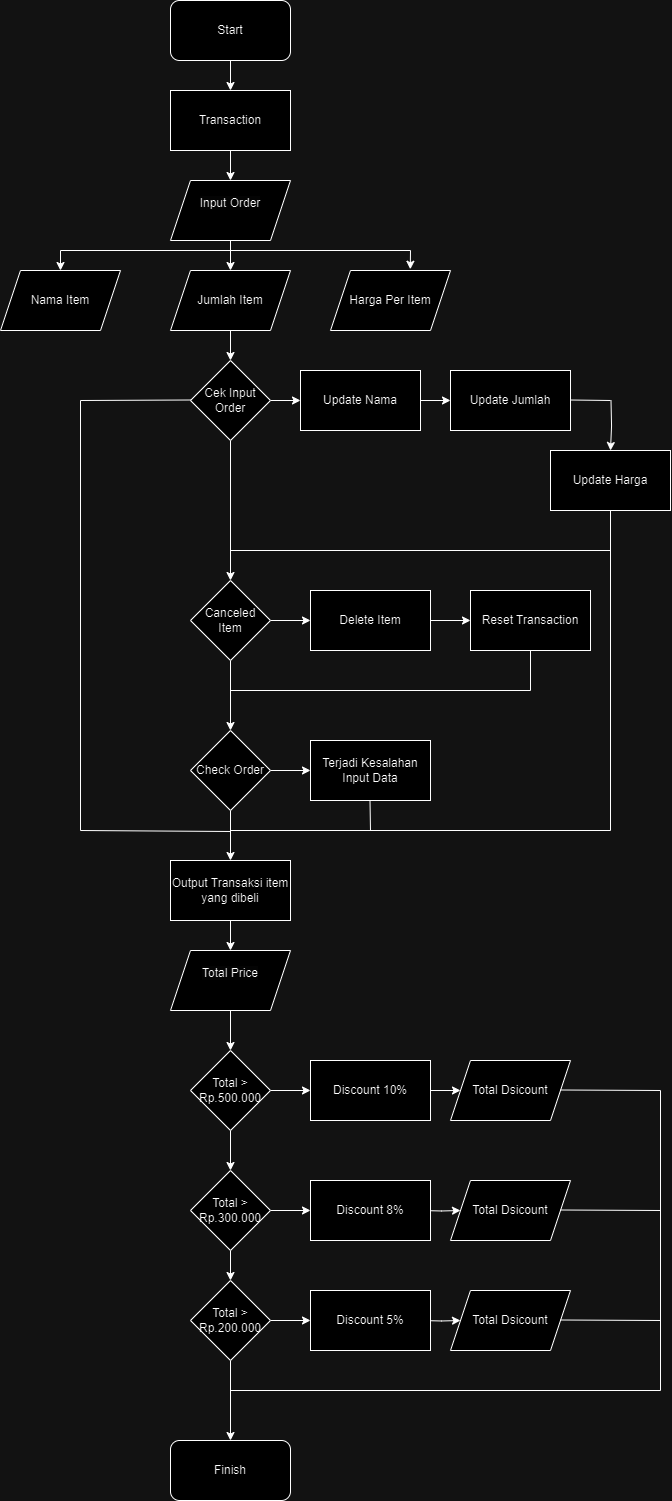 Start
Transaction
Input Order
Nama Item
Jumlah Item
Harga Per Item
Cek Input
Order
Update Nama
Update Jumlah
Update Harga
Canceled
Item
Delete Item
Reset Transaction
Check Order
Terjadi Kesalahan
Input Data
Output Transaksi item
yang dibeli
Total Price
Total >
Rp.500.000
Discount 10%
Total Dsicount
Total >
Rp.300.000
Discount 8%
Total Dsicount
Total >
Rp.200.000
Discount 5%
Total Dsicount
Finish